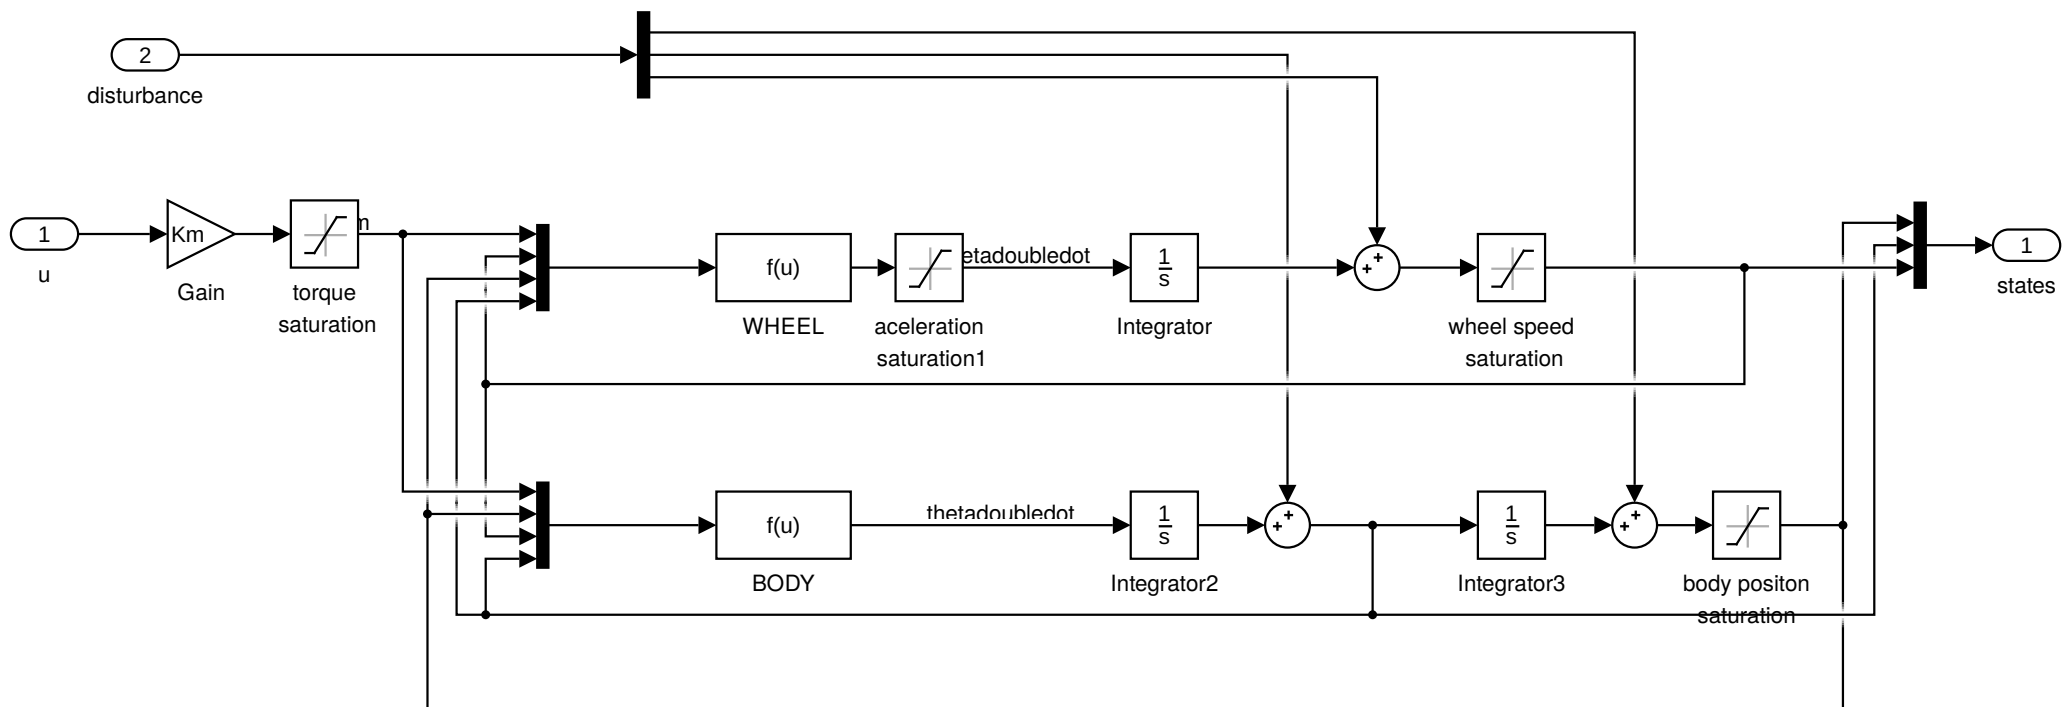 2
disturbance
1
u
Km
Gain
torque
saturation
f(u)
WHEEL
aceleration
saturation1
etadoubledot
1
s
Integrator
+
+
wheel speed
saturation
1
states
f(u)
BODY
thetadoubledot
1
s
Integrator2
+
+
1
s
Integrator3
+
+
body positon
saturation